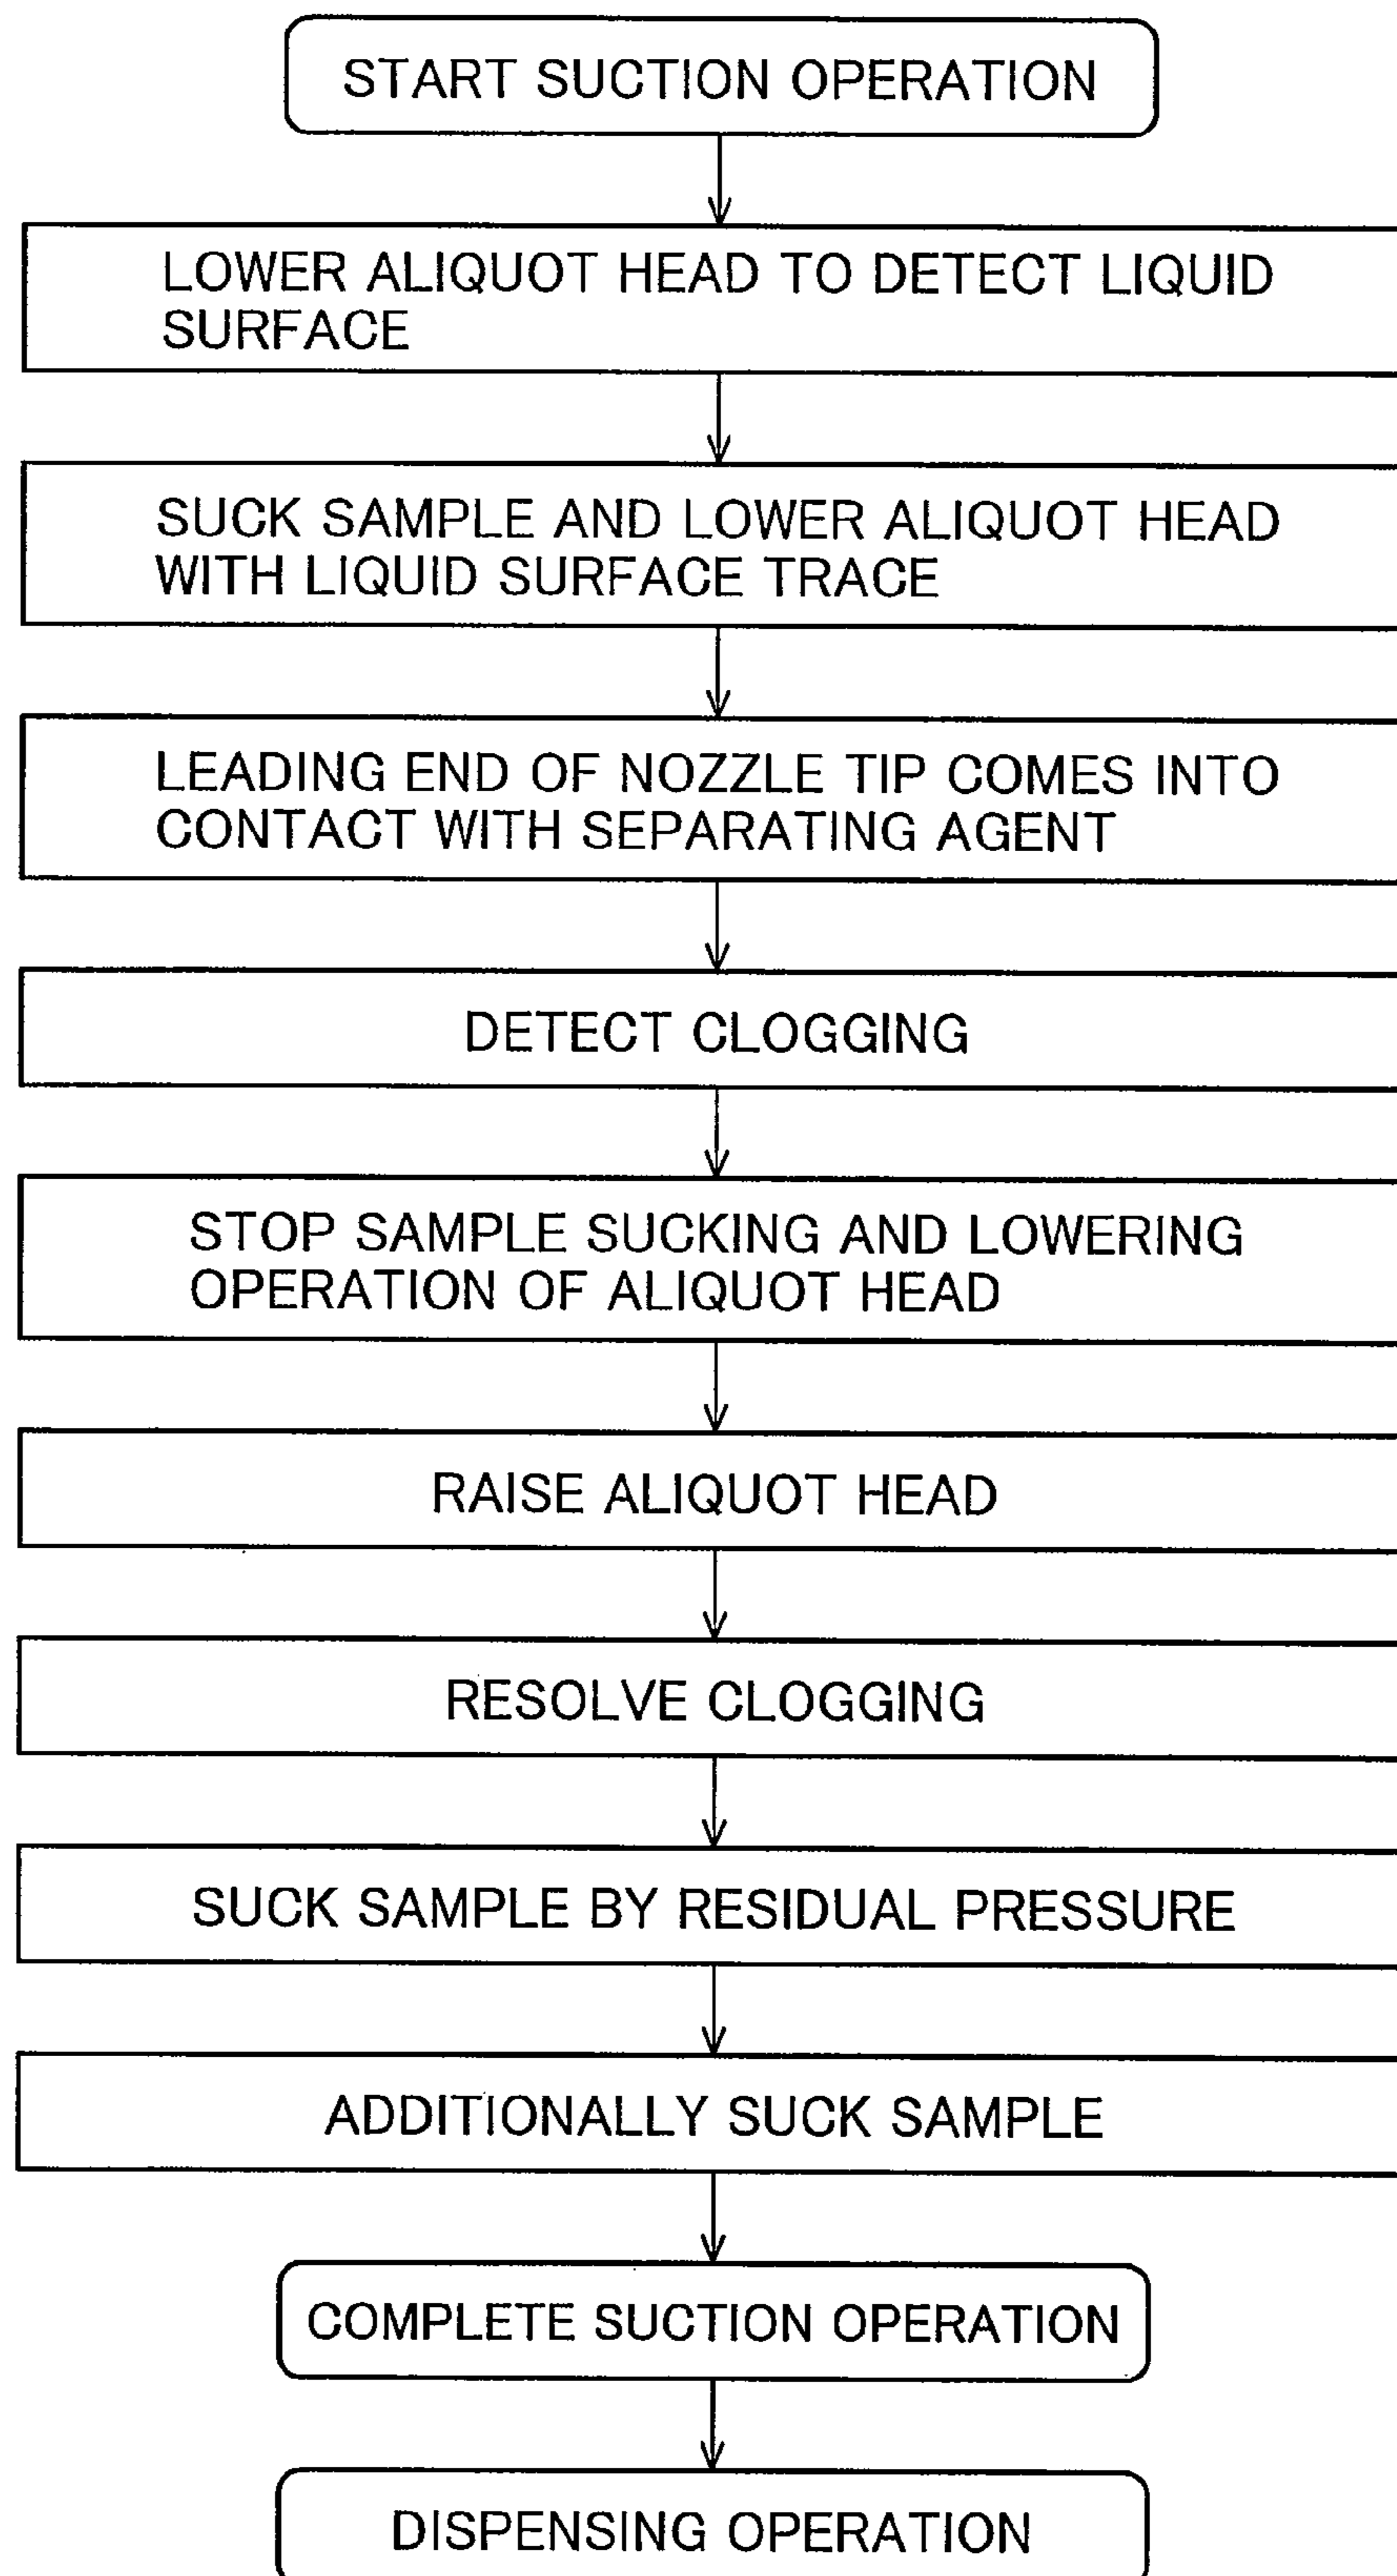 START SUCTION OPERATION
LOWER ALIQUOT HEAD TO DETECT LIQUID
SURFACE
SUCK SAMPLE AND LOWER ALIQUOT HEAD
WITH LIQUID SURFACE TRACE
LEADING END OF NOZZLE TIP COMES INTO
CONTACT WITH SEPARATING AGENT
DETECT CLOGGING
STOP SAMPLE SUCKING AND LOWERING
OPERATION OF ALIQUOT HEAD
RAISE ALIQUOT HEAD
RESOLVE CLOGGING
SUCK SAMPLE BY RESIDUAL PRESSURE
ADDITIONALLY SUCK SAMPLE
COMPLETE SUCTION OPERATION
DISPENSING OPERATION